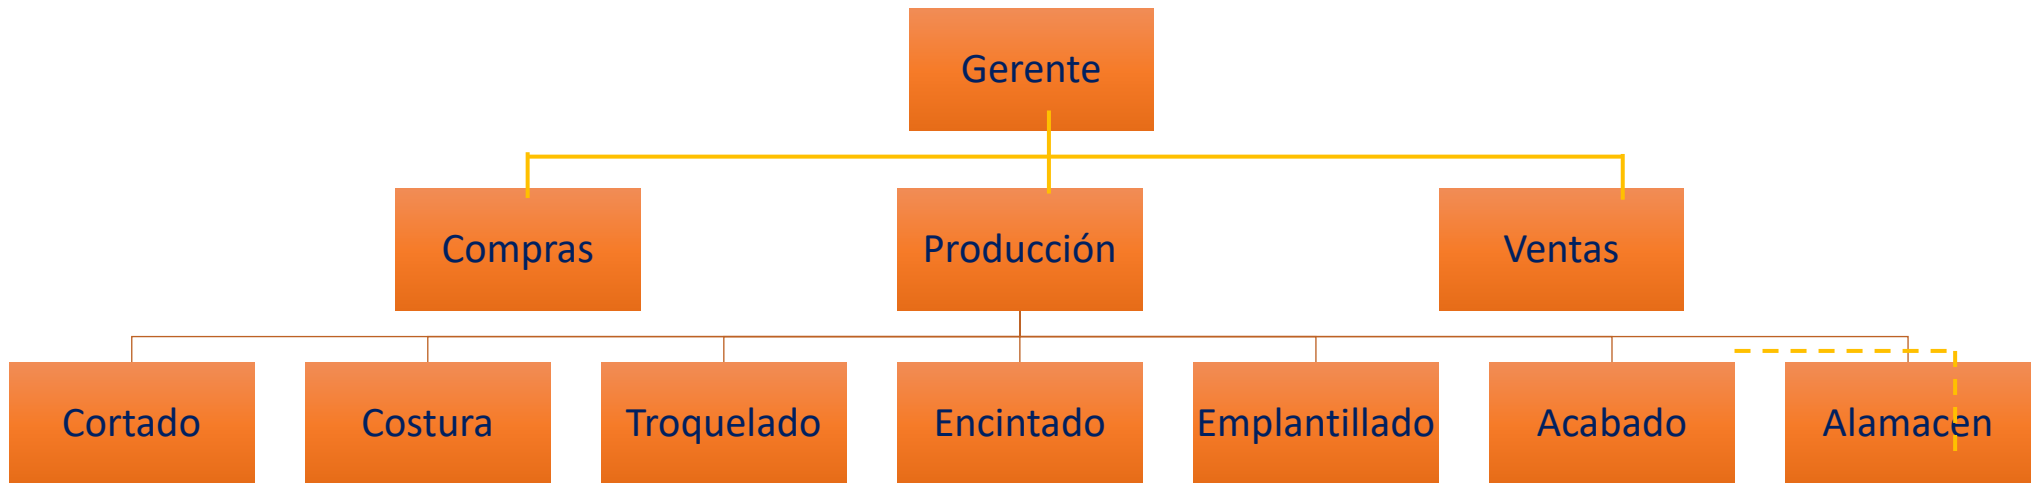 Gerente
Compras
Producción
Ventas
Cortado
Costura
Troquelado
Encintado
Emplantillado
Acabado
Alamacen